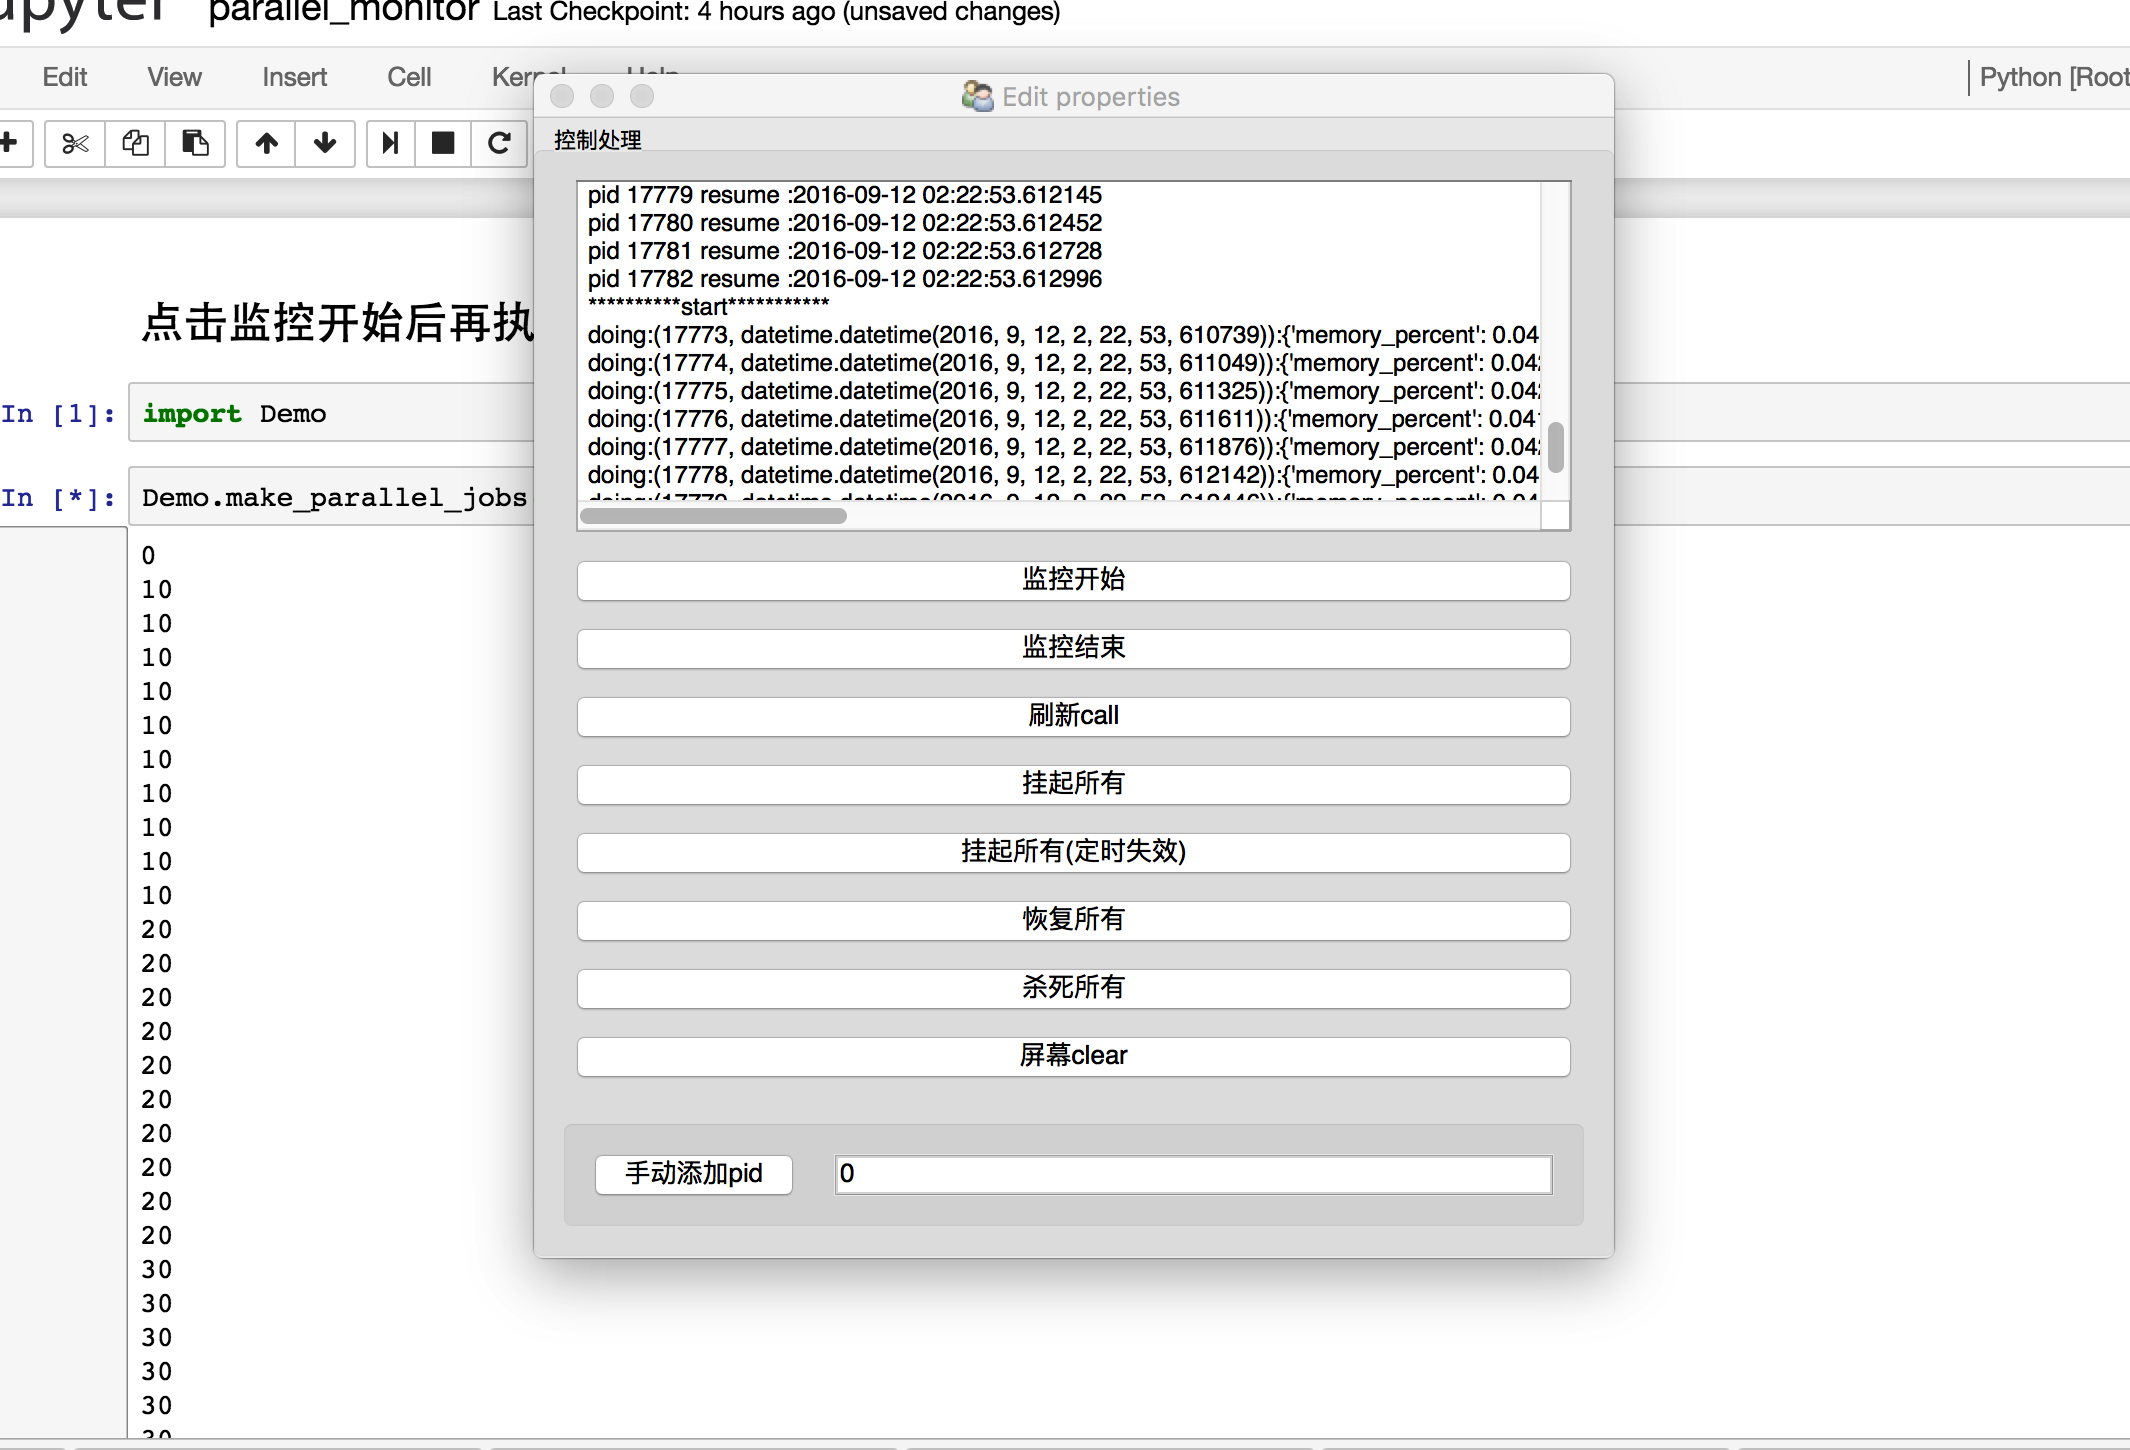 parallel_monitor Last Checkpoint: 4 hours ago (unsaved changes)
Edit View Insert Cell
Python [Root
Edit properties
控制处理
pid 17779 resume :2016-09-12 02:22:53.612145
pid 17780 resume :2016-09-12 02:22:53.612452
pid 17781 resume :2016-09-12 02:22:53.612728
pid 17782 resume :2016-09-12 02:22:53.612996
**********start***********
doing:(17773, datetime.datetime(2016, 9, 12, 2, 22, 53, 610739)):{'memory_percent': 0.04
doing:(17774, datetime.datetime(2016, 9, 12, 2, 22, 53, 611049)):{'memory_percent': 0.04
doing:(17775, datetime.datetime(2016, 9, 12, 2, 22, 53, 611325)):{'memory_percent': 0.04
doing:(17776, datetime.datetime(2016, 9, 12, 2, 22, 53, 611611)):{'memory_percent': 0.04
doing:(17777, datetime.datetime(2016, 9, 12, 2, 22, 53, 611876)):{'memory_percent': 0.04
doing:(17778, datetime.datetime(2016, 9, 12, 2, 22, 53, 612142)):{'memory_percent': 0.04
监控开始
监控结束
刷新call
挂起所有
挂起所有(定时失效)
恢复所有
杀死所有
屏幕clear
手动添加pid 0
点击监控开始后再执
In [1]: import Demo
In [*]: Demo.make_parallel_jobs
0
10
10
10
10
10
10
10
10
10
10
20
20
20
20
20
20
20
20
20
20
30
30
30
30
30